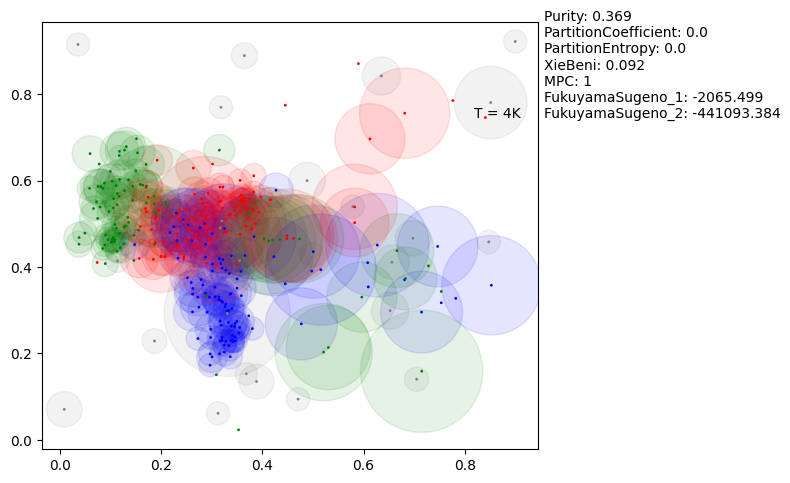 Purity: 0.369
PartitionCoefficient: 0.0
PartitionEntropy: 0.0
XieBeni: 0.092
MPC: 1
FukuyamaSugeno_1: -2065.499
FukuyamaSugeno_2: -441093.384
T = 4K
0.8
0.6
0.4
0.2
0.0
0.0 0.2 0.4 0.6 0.8